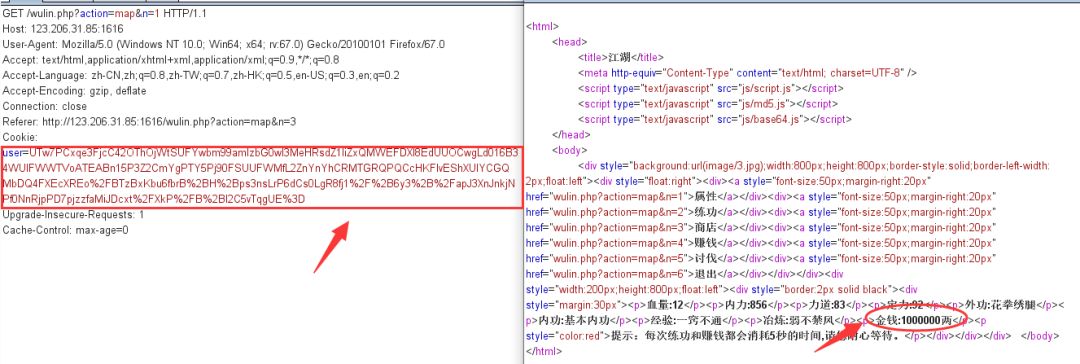 GET /wulin.php?action=map&n=1 HTTP/1.1
Host: 123.206.31.85:1616
User-Agent: Mozilla/5.0 (Windows NT 10.0; Win64; x64; rv:67.0) Gecko/20100101 Firefox/67.0
Accept: text/html,application/xhtml+xml,application/xml;q=0.9,*/*;q=0.8
Accept-Language: zh-CN,zh;q=0.8,zh-TW;q=0.7,zh-HK;q=0.5,en-US;q=0.3,en;q=0.2
Accept-Encoding: gzip, deflate
Connection: close
Referer: http://123.206.31.85:1616/wulin.php?action=map&n=3
Cookie:
Upgrade-Insecure-Requests: 1
Cache-Control: max-age=0
<html>
<head>
<title>江湖</title>
<meta http-equiv="Content-Type" content="text/html; charset=UTF-8" />
<script type="text/javascript" src="js/script.js"></script>
<script type="text/javascript" src="js/md5.js"></script>
<script type="text/javascript" src="js/base64.js"></script>
</head>
<body>
<div style="background:url(image/3.jpg);width:800px;height:800px;border-style:solid;border-left-width:
2px;float:left"><div style="float:right"><div><a style="font-size:50px;margin-right:20px"
href="wulin.php?action=map&n=1">属性</a></div><div><a style="font-size:50px;margin-right:20px"
href="wulin.php?action=map&n=2">练功</a></div><div><a style="font-size:50px;margin-right:20px"
href="wulin.php?action=map&n=3">商店</a></div><div><a style="font-size:50px;margin-right:20px"
href="wulin.php?action=map&n=4">赚钱</a></div><div><a style="font-size:50px;margin-right:20px"
href="wulin.php?action=map&n=5">讨伐</a></div><div><a style="font-size:50px;margin-right:20px"
href="wulin.php?action=map&n=6">退出</a></div></div><div
style="width:200px;height:800px;float:left"><div style="border:2px solid black"><div
style="margin:30px"><p>血量:12</p><p>内力:856</p><p>力道:83</p><p>定力:92</p><p>外功:花拳绣腿</p><
p>内功:基本内功</p><p>经验:一窍不通</p><p>冶炼:弱不禁风</p><p>金钱:1000000两</p><p
style="color:red">提示：每次练功和赚钱都会消耗5秒的时间,请耐心等待。</p></div></div></div> </body>
</html>